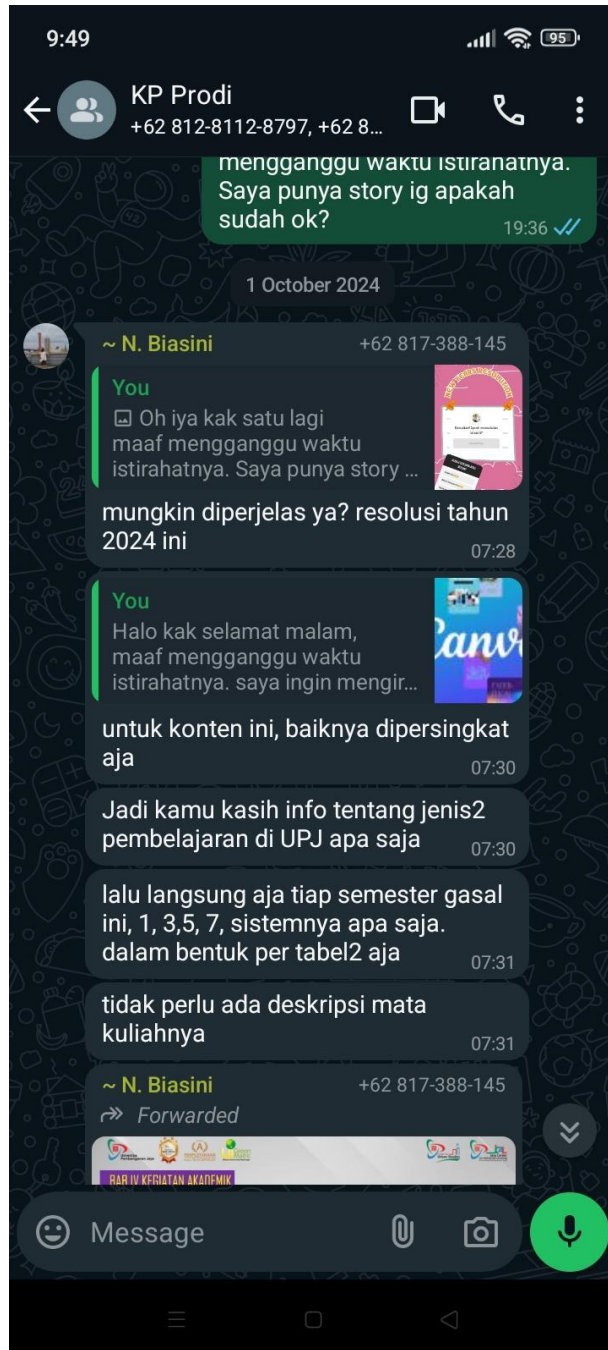 9:49
95
KP Prodi
+62 812-8112-8797, +62 8...
mengganggu waktu istirahatnya.
Saya punya story ig apakah
sudah ok?
19:36
1 October 2024
~ N. Biasini
+62 817-388-145
You
Oh iya kak satu lagi
maaf mengganggu waktu
istirahatnya. Saya punya story ...
mungkin diperjelas ya? resolusi tahun
2024 ini
07:28
You
Halo kak selamat malam,
maaf mengganggu waktu
istirahatnya. saya ingin mengir...
Canv
untuk konten ini, baiknya dipersingkat
aja
07:30
Jadi kamu kasih info tentang jenis2
pembelajaran di UPJ apa saja
07:30
lalu langsung aja tiap semester gasal
ini, 1, 3,5, 7, sistemnya apa saja.
dalam bentuk per tabel2 aja
07:31
tidak perlu ada deskripsi mata
kuliahnya
07:31
~ N. Biasini
+62 817-388-145
Forwarded
BAB IV KEGIATAN AKADEMIK
Message